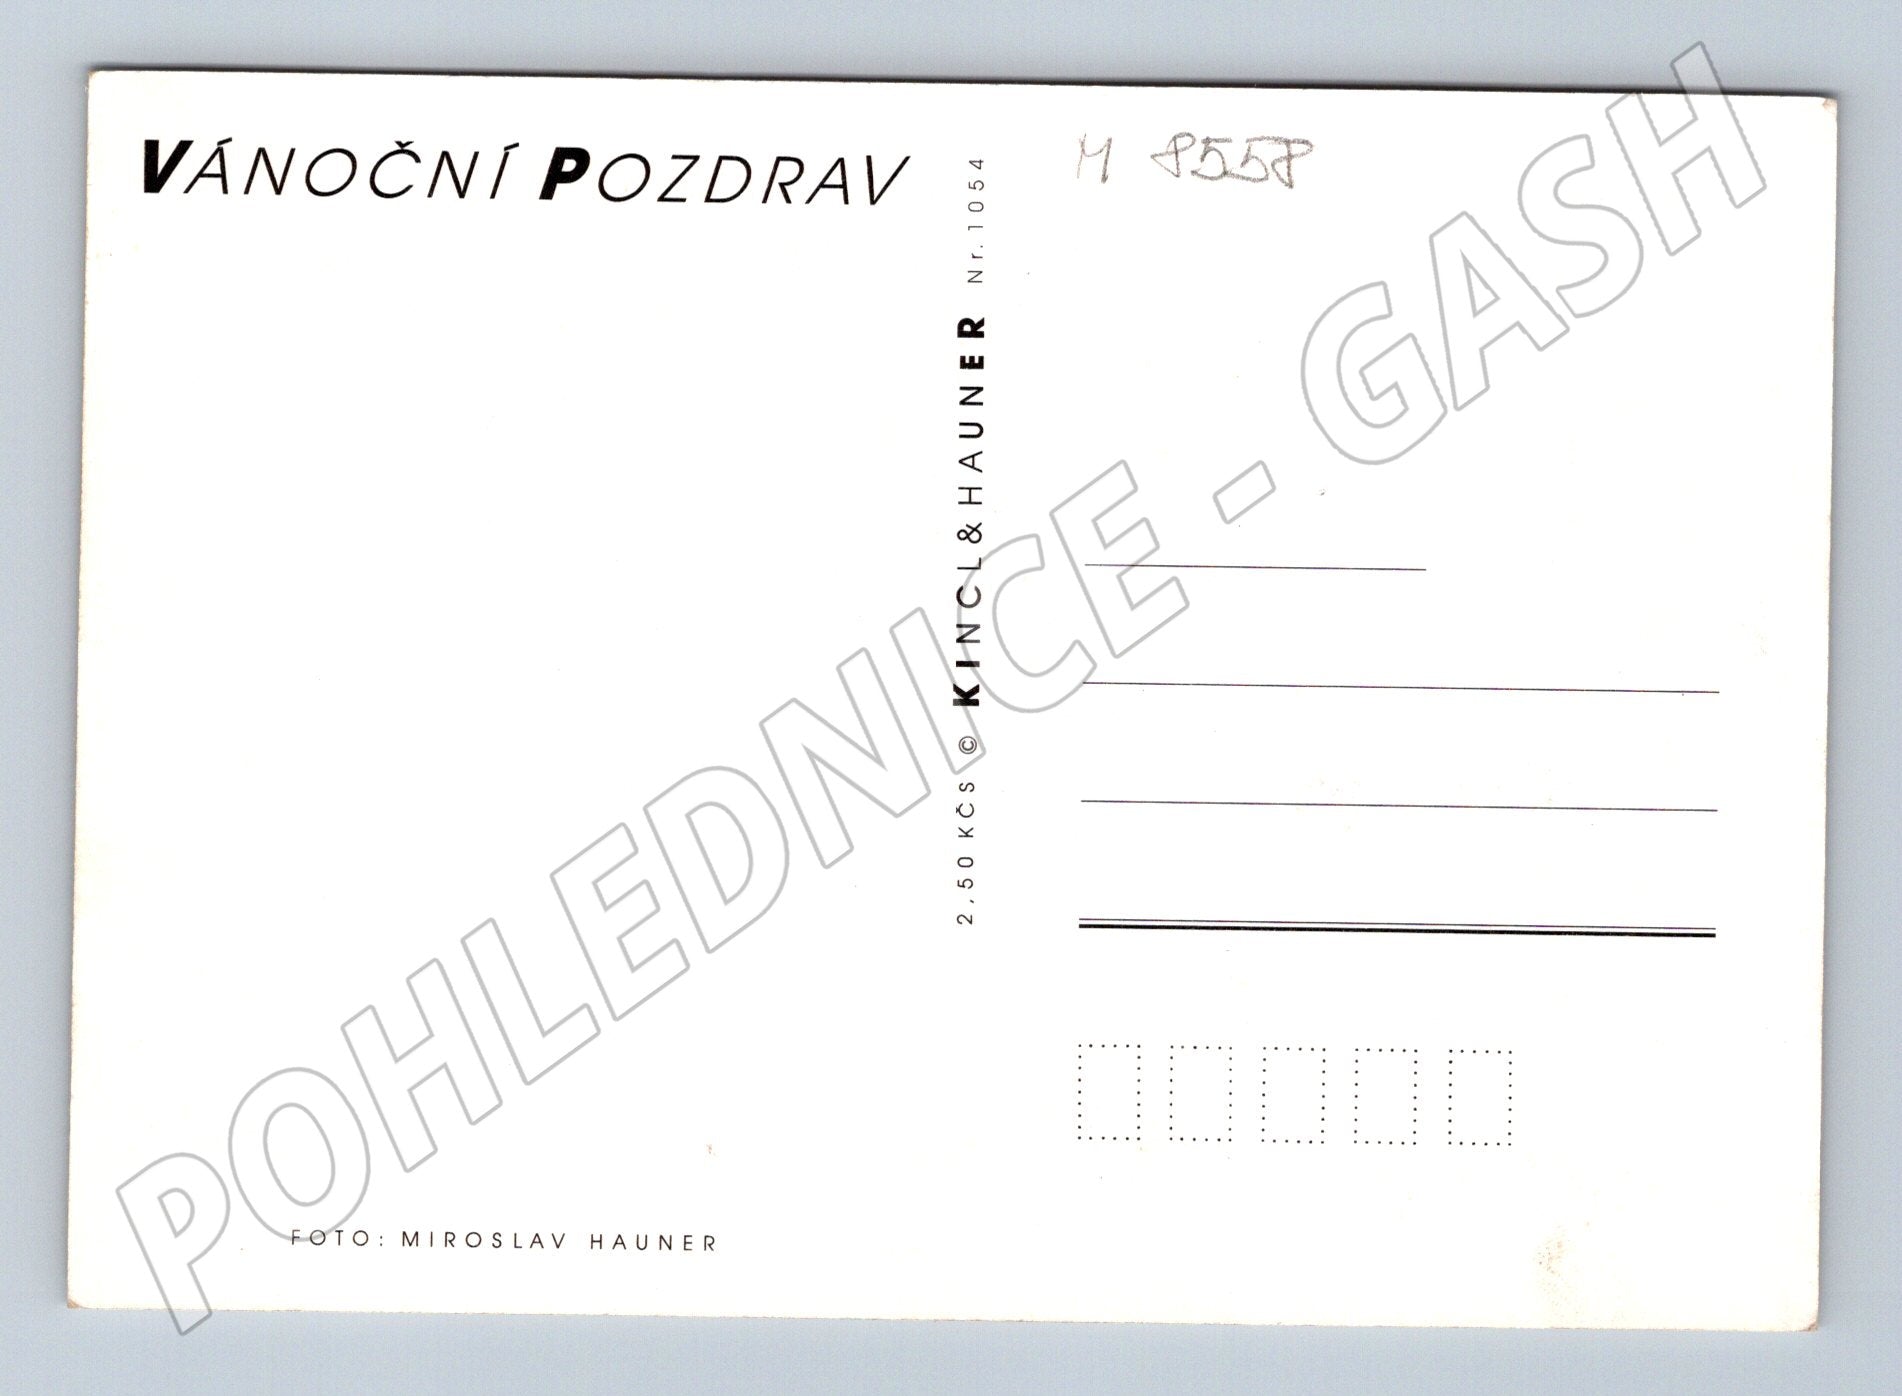 VÁNOČNÍ POZDRAV
2,50 KČS © KINCL&HAUNER Nr.1054
M 8558
FOTO: MIROSLAV HAUNER
POHLEDNICE - GASH